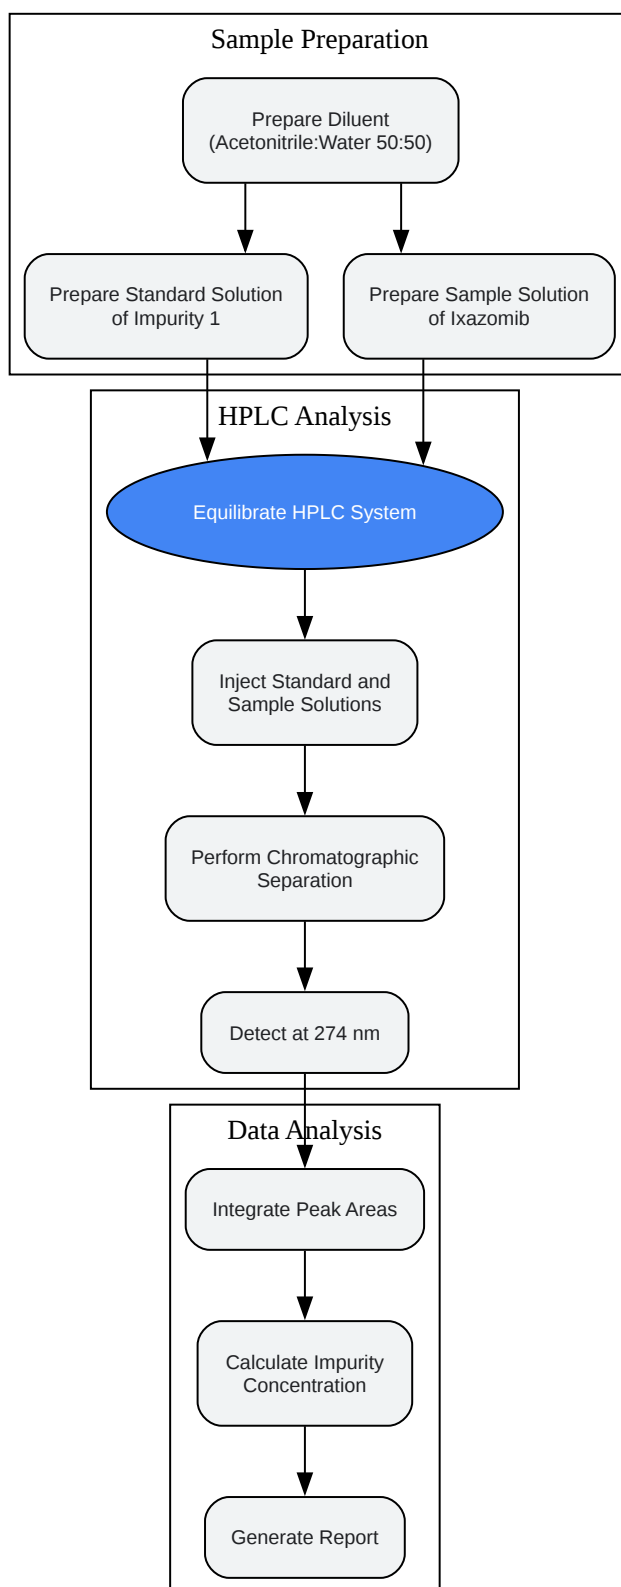 Sample Preparation
Prepare Diluent
(Acetonitrile:Water 50:50)
Prepare Standard Solution
of Impurity 1
Prepare Sample Solution
of Ixazomib
HPLC Analysis
Equilibrate HPLC System
Inject Standard and
Sample Solutions
Perform Chromatographic
Separation
Detect at 274 nm
Data Analysis
Integrate Peak Areas
Calculate Impurity
Concentration
Generate Report